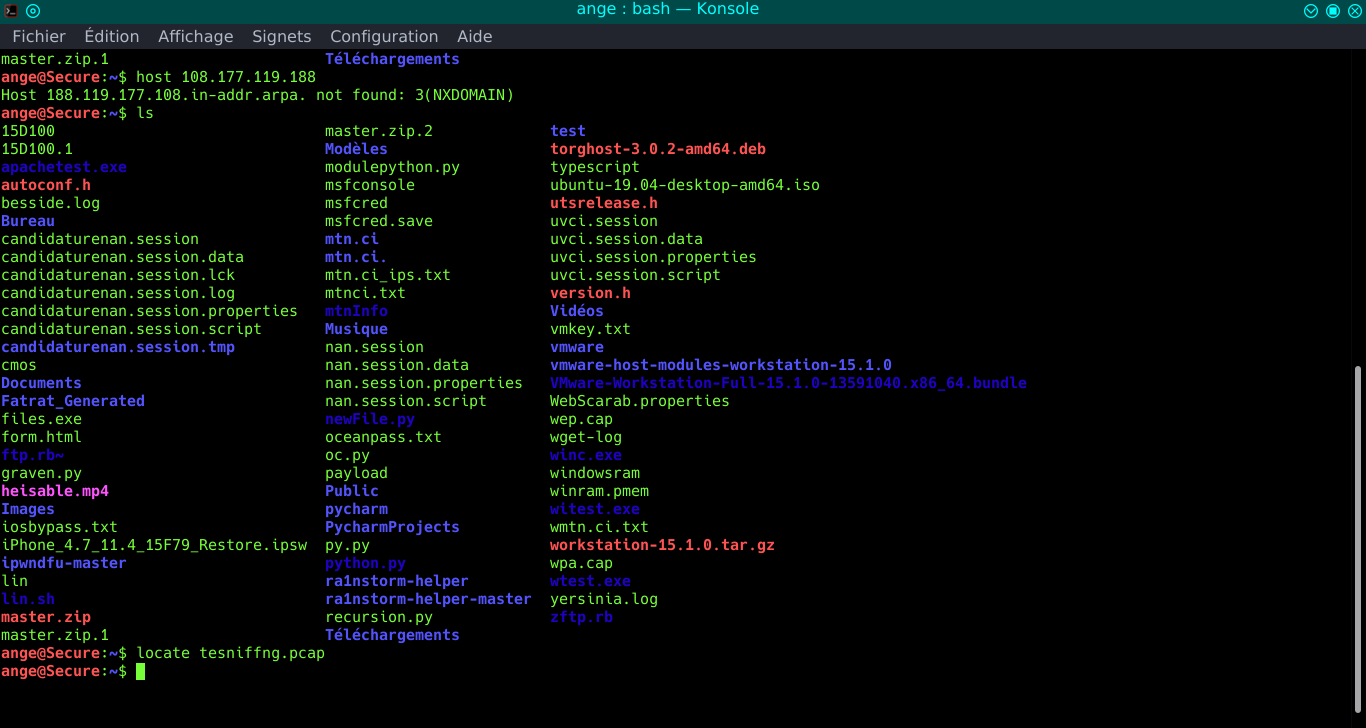 ange : bash — Konsole
Fichier Édition Affichage Signets Configuration Aide
master.zip.1 Téléchargements
ange@Secure:~$ host 108.177.119.188
Host 188.119.177.108.in-addr.arpa. not found: 3(NXDOMAIN)
ange@Secure:~$ ls
15D100 master.zip.2 test
15D100.1 Modèles torghost-3.0.2-amd64.deb
apachetest.exe modulepython.py typescript
autoconf.h msfconsole ubuntu-19.04-desktop-amd64.iso
besside.log msfcred utsrelease.h
Bureau msfcred.save uvci.session
candidaturenan.session mtn.ci uvci.session.data
candidaturenan.session.data mtn.ci. uvci.session.properties
candidaturenan.session.lck mtn.ci_ips.txt uvci.session.script
candidaturenan.session.log mtnci.txt version.h
candidaturenan.session.properties mtnInfo Vidéos
candidaturenan.session.script Musique vmkey.txt
candidaturenan.session.tmp nan.session vmware
cmos nan.session.data vmware-host-modules-workstation-15.1.0
Documents nan.session.properties VMware-Workstation-Full-15.1.0-13591040.x86_64.bundle
Fatrat_Generated nan.session.script WebScarab.properties
files.exe newFile.py wep.cap
form.html oceanpass.txt wget-log
ftp.rb~ oc.py winc.exe
graven.py payload windowsram
heisable.mp4 Public winram.pmem
Images pycharm witest.exe
iosbypass.txt PycharmProjects wmtn.ci.txt
iPhone_4.7_11.4_15F79_Restore.ipsw py.py workstation-15.1.0.tar.gz
ipwndfu-master python.py wpa.cap
lin ra1nstorm-helper wtest.exe
lin.sh ra1nstorm-helper-master yersinia.log
master.zip recursion.py zftp.rb
master.zip.1 Téléchargements
ange@Secure:~$ locate tesniffng.pcap
ange@Secure:~$